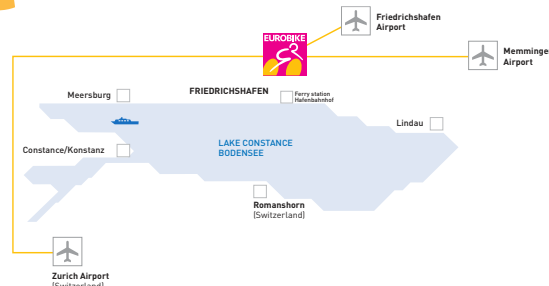 EUROBIKE
Friedrichshafen
Airport
Memminge
Airport
Meersburg
FRIEDRICHSHAFEN
Ferry station
Hafenbahnhof
Lindau
Constance/Konstanz
LAKE CONSTANCE
BODENSEE
Romanshorn
(Switzerland)
Zurich Airport
(Switzerland)